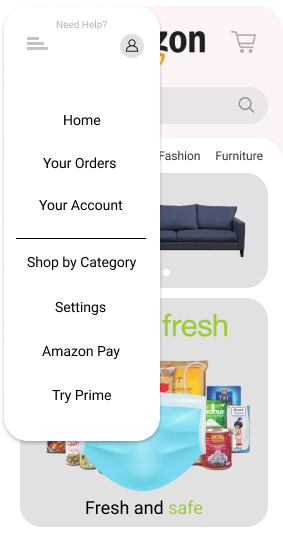 Need Help?
zon
Home
Your Orders
Fashion
Furniture
Your Account
Shop by Category
Settings
fresh
Amazon Pay
Try Prime
TAJ
Fresh and safe